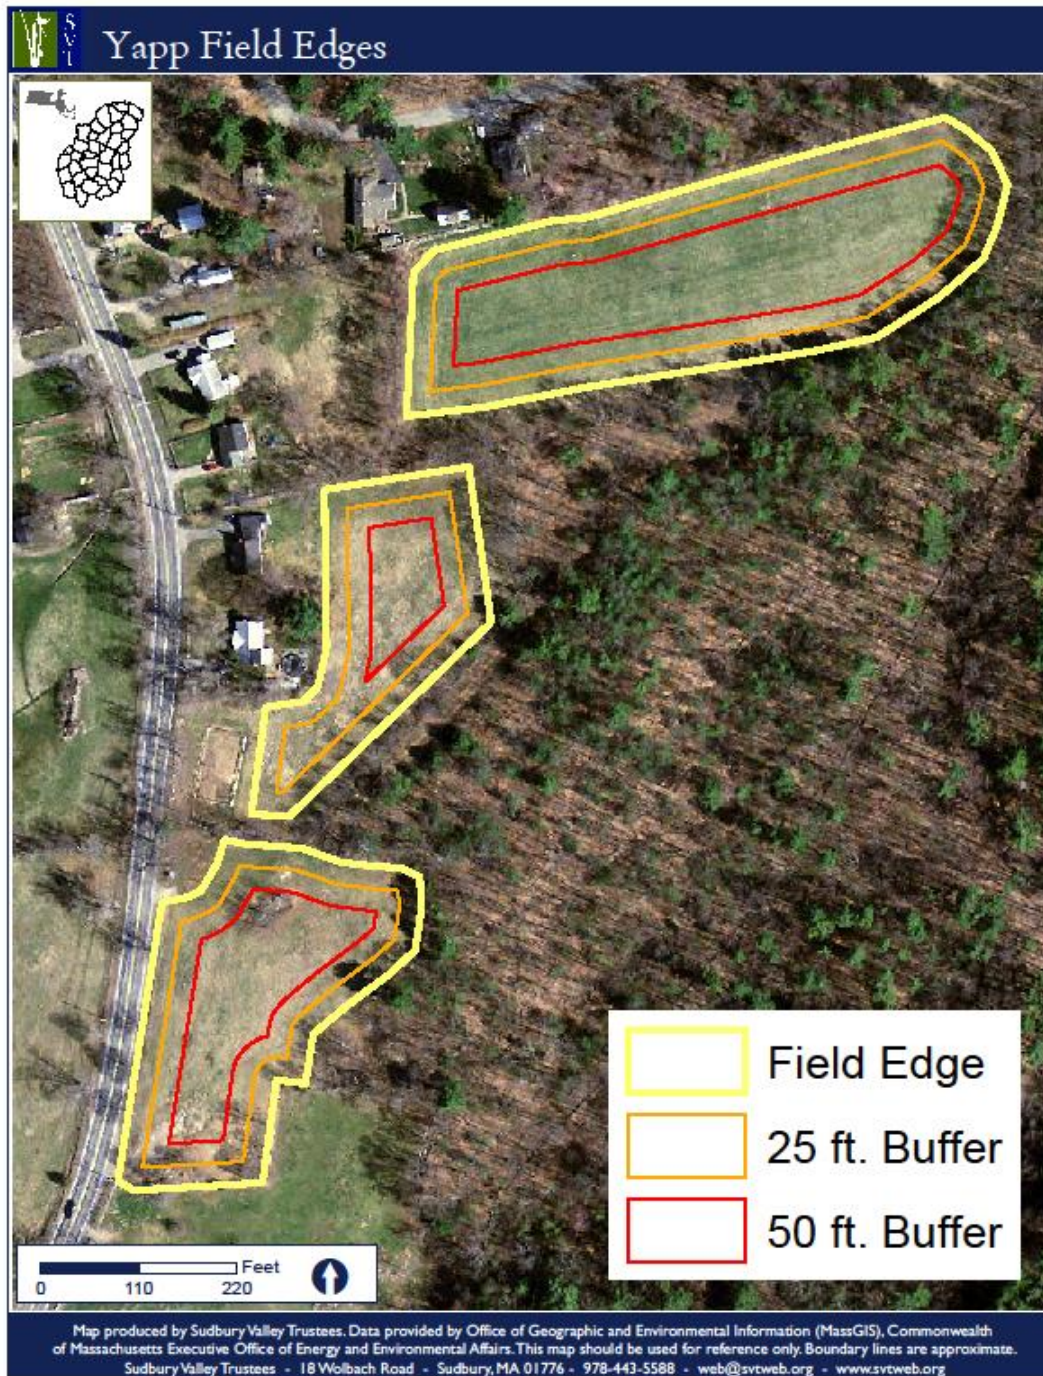 SVT
Yapp Field Edges
Field Edge
25 ft. Buffer
50 ft. Buffer
Feet
0 110 220
Map produced by Sudbury Valley Trustees. Data provided by Office of Geographic and Environmental Information (MassGIS), Commonwealth
of Massachusetts Executive Office of Energy and Environmental Affairs. This map should be used for reference only. Boundary lines are approximate.
Sudbury Valley Trustees - 18 Wolbach Road - Sudbury, MA 01776 - 978-443-5588 - web@svtweb.org - www.svtweb.org